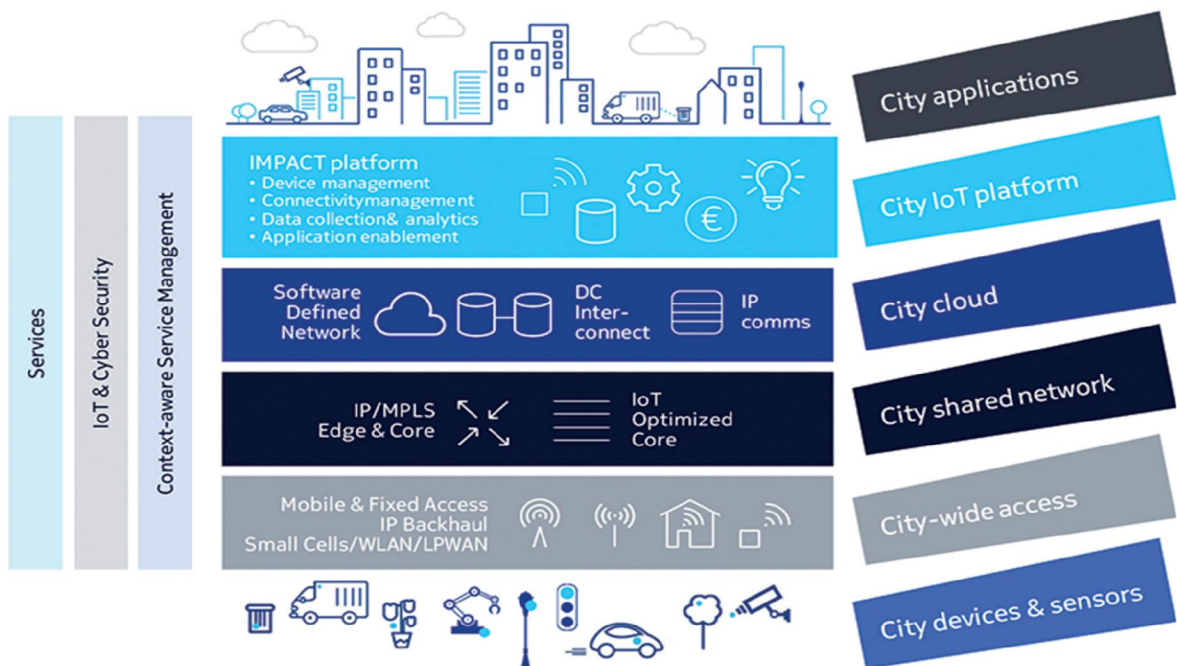 City applications
IMPACT platform
• Device management
• Connectivitymanagement
• Data collection& analytics
• Application enablement
€
City IoT platform
Software
Defined
Network
DC
Inter-
connect
IP
comms
City cloud
IP/MPLS
Edge & Core
IoT
Optimized
Core
City shared network
Mobile & Fixed Access
IP Backhaul
Small Cells/WLAN/LPWAN
City-wide access
City devices & sensors
Services
IoT & Cyber Security
Context-aware Service Management